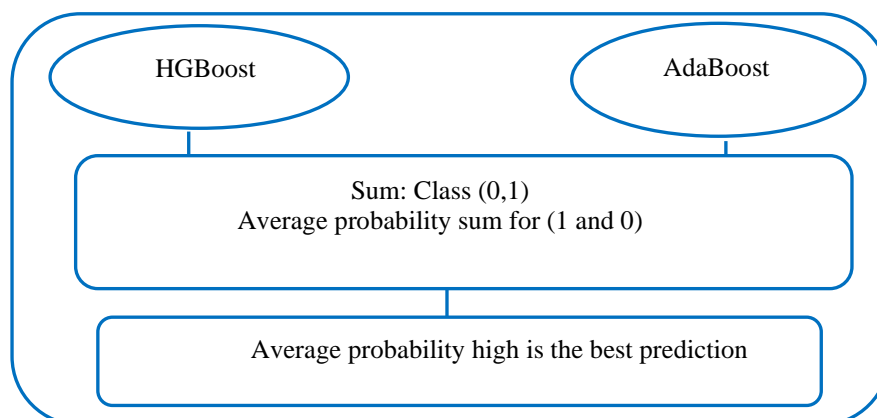 HGBoost
AdaBoost
Sum: Class (0,1)
Average probability sum for (1 and 0)
Average probability high is the best prediction